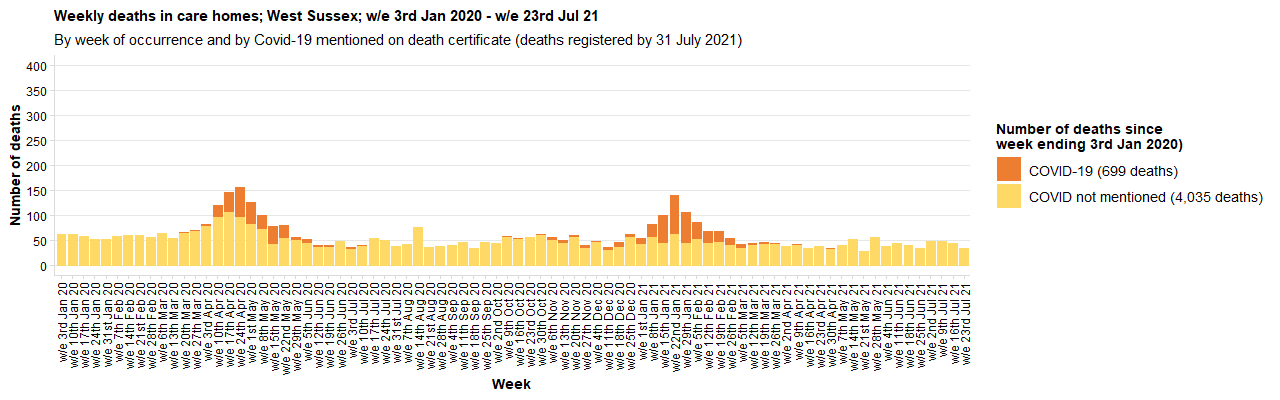 Weekly deaths in care homes; West Sussex; w/e 3rd Jan 2020 - w/e 23rd Jul 21
By week of occurrence and by Covid-19 mentioned on death certificate (deaths registered by 31 July 2021)
Number of deaths
400
350
300
250
200
150
100
50
0
w/e 3rd Jan 20
w/e 10th Jan 20
w/e 17th Jan 20
w/e 24th Jan 20
w/e 31st Jan 20
w/e 7th Feb 20
w/e 14th Feb 20
w/e 21st Feb 20
w/e 28th Feb 20
w/e 6th Mar 20
w/e 13th Mar 20
w/e 20th Mar 20
w/e 27th Mar 20
w/e 03rd Apr 20
w/e 10th Apr 20
w/e 17th Apr 20
w/e 24th Apr 20
w/e 1st May 20
w/e 8th May 20
w/e 15th May 20
w/e 22nd May 20
w/e 29th May 20
w/e 5th Jun 20
w/e 12th Jun 20
w/e 19th Jun 20
w/e 26th Jun 20
w/e 3rd Jul 20
w/e 10th Jul 20
w/e 17th Jul 20
w/e 24th Jul 20
w/e 31st Jul 20
w/e 7th Aug 20
w/e 14th Aug 20
w/e 21st Aug 20
w/e 28th Aug 20
w/e 4th Sep 20
w/e 11th Sep 20
w/e 18th Sep 20
w/e 25th Sep 20
w/e 2nd Oct 20
w/e 9th Oct 20
w/e 16th Oct 20
w/e 23rd Oct 20
w/e 30th Oct 20
w/e 6th Nov 20
w/e 13th Nov 20
w/e 20th Nov 20
w/e 27th Nov 20
w/e 4th Dec 20
w/e 11th Dec 20
w/e 18th Dec 20
w/e 25th Dec 20
w/e 1st Jan 21
w/e 8th Jan 21
w/e 15th Jan 21
w/e 22nd Jan 21
w/e 29th Jan 21
w/e 5th Feb 21
w/e 12th Feb 21
w/e 19th Feb 21
w/e 26th Feb 21
w/e 5th Mar 21
w/e 12th Mar 21
w/e 19th Mar 21
w/e 26th Mar 21
w/e 2nd Apr 21
w/e 9th Apr 21
w/e 16th Apr 21
w/e 23rd Apr 21
w/e 30th Apr 21
w/e 7th May 21
w/e 14th May 21
w/e 21st May 21
w/e 28th May 21
w/e 4th Jun 21
w/e 11th Jun 21
w/e 18th Jun 21
w/e 25th Jun 21
w/e 2nd Jul 21
w/e 9th Jul 21
w/e 16th Jul 21
w/e 23rd Jul 21
Week
Number of deaths since
week ending 3rd Jan 2020)
COVID-19 (699 deaths)
COVID not mentioned (4,035 deaths)